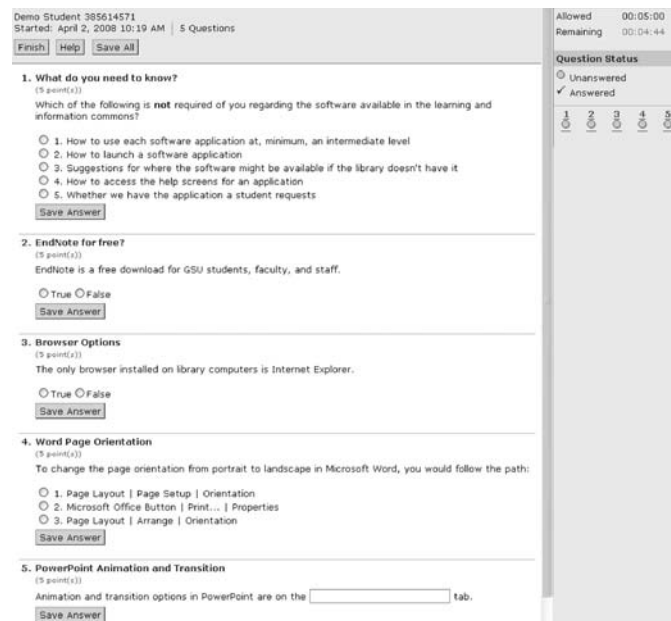 Demo Student 385614571
Started: April 2, 2008 10:19 AM | 5 Questions
Finish Help Save All
1. What do you need to know?
(5 point(s))
Which of the following is not required of you regarding the software available in the learning and
information commons?
1. How to use each software application at, minimum, an intermediate level
2. How to launch a software application
3. Suggestions for where the software might be available if the library doesn't have it
4. How to access the help screens for an application
5. Whether we have the application a student requests
Save Answer
2. EndNote for free?
(5 point(s))
EndNote is a free download for GSU students, faculty, and staff.
True False
Save Answer
3. Browser Options
(5 point(s))
The only browser installed on library computers is Internet Explorer.
True False
Save Answer
4. Word Page Orientation
(5 point(s))
To change the page orientation from portrait to landscape in Microsoft Word, you would follow the path:
1. Page Layout | Page Setup | Orientation
2. Microsoft Office Button | Print... | Properties
3. Page Layout | Arrange | Orientation
Save Answer
5. PowerPoint Animation and Transition
(5 point(s))
Animation and transition options in PowerPoint are on the tab.
Save Answer
Allowed 00:05:00
Remaining 00:04:44
Question Status
Unanswered
Answered
1 2 3 4 5